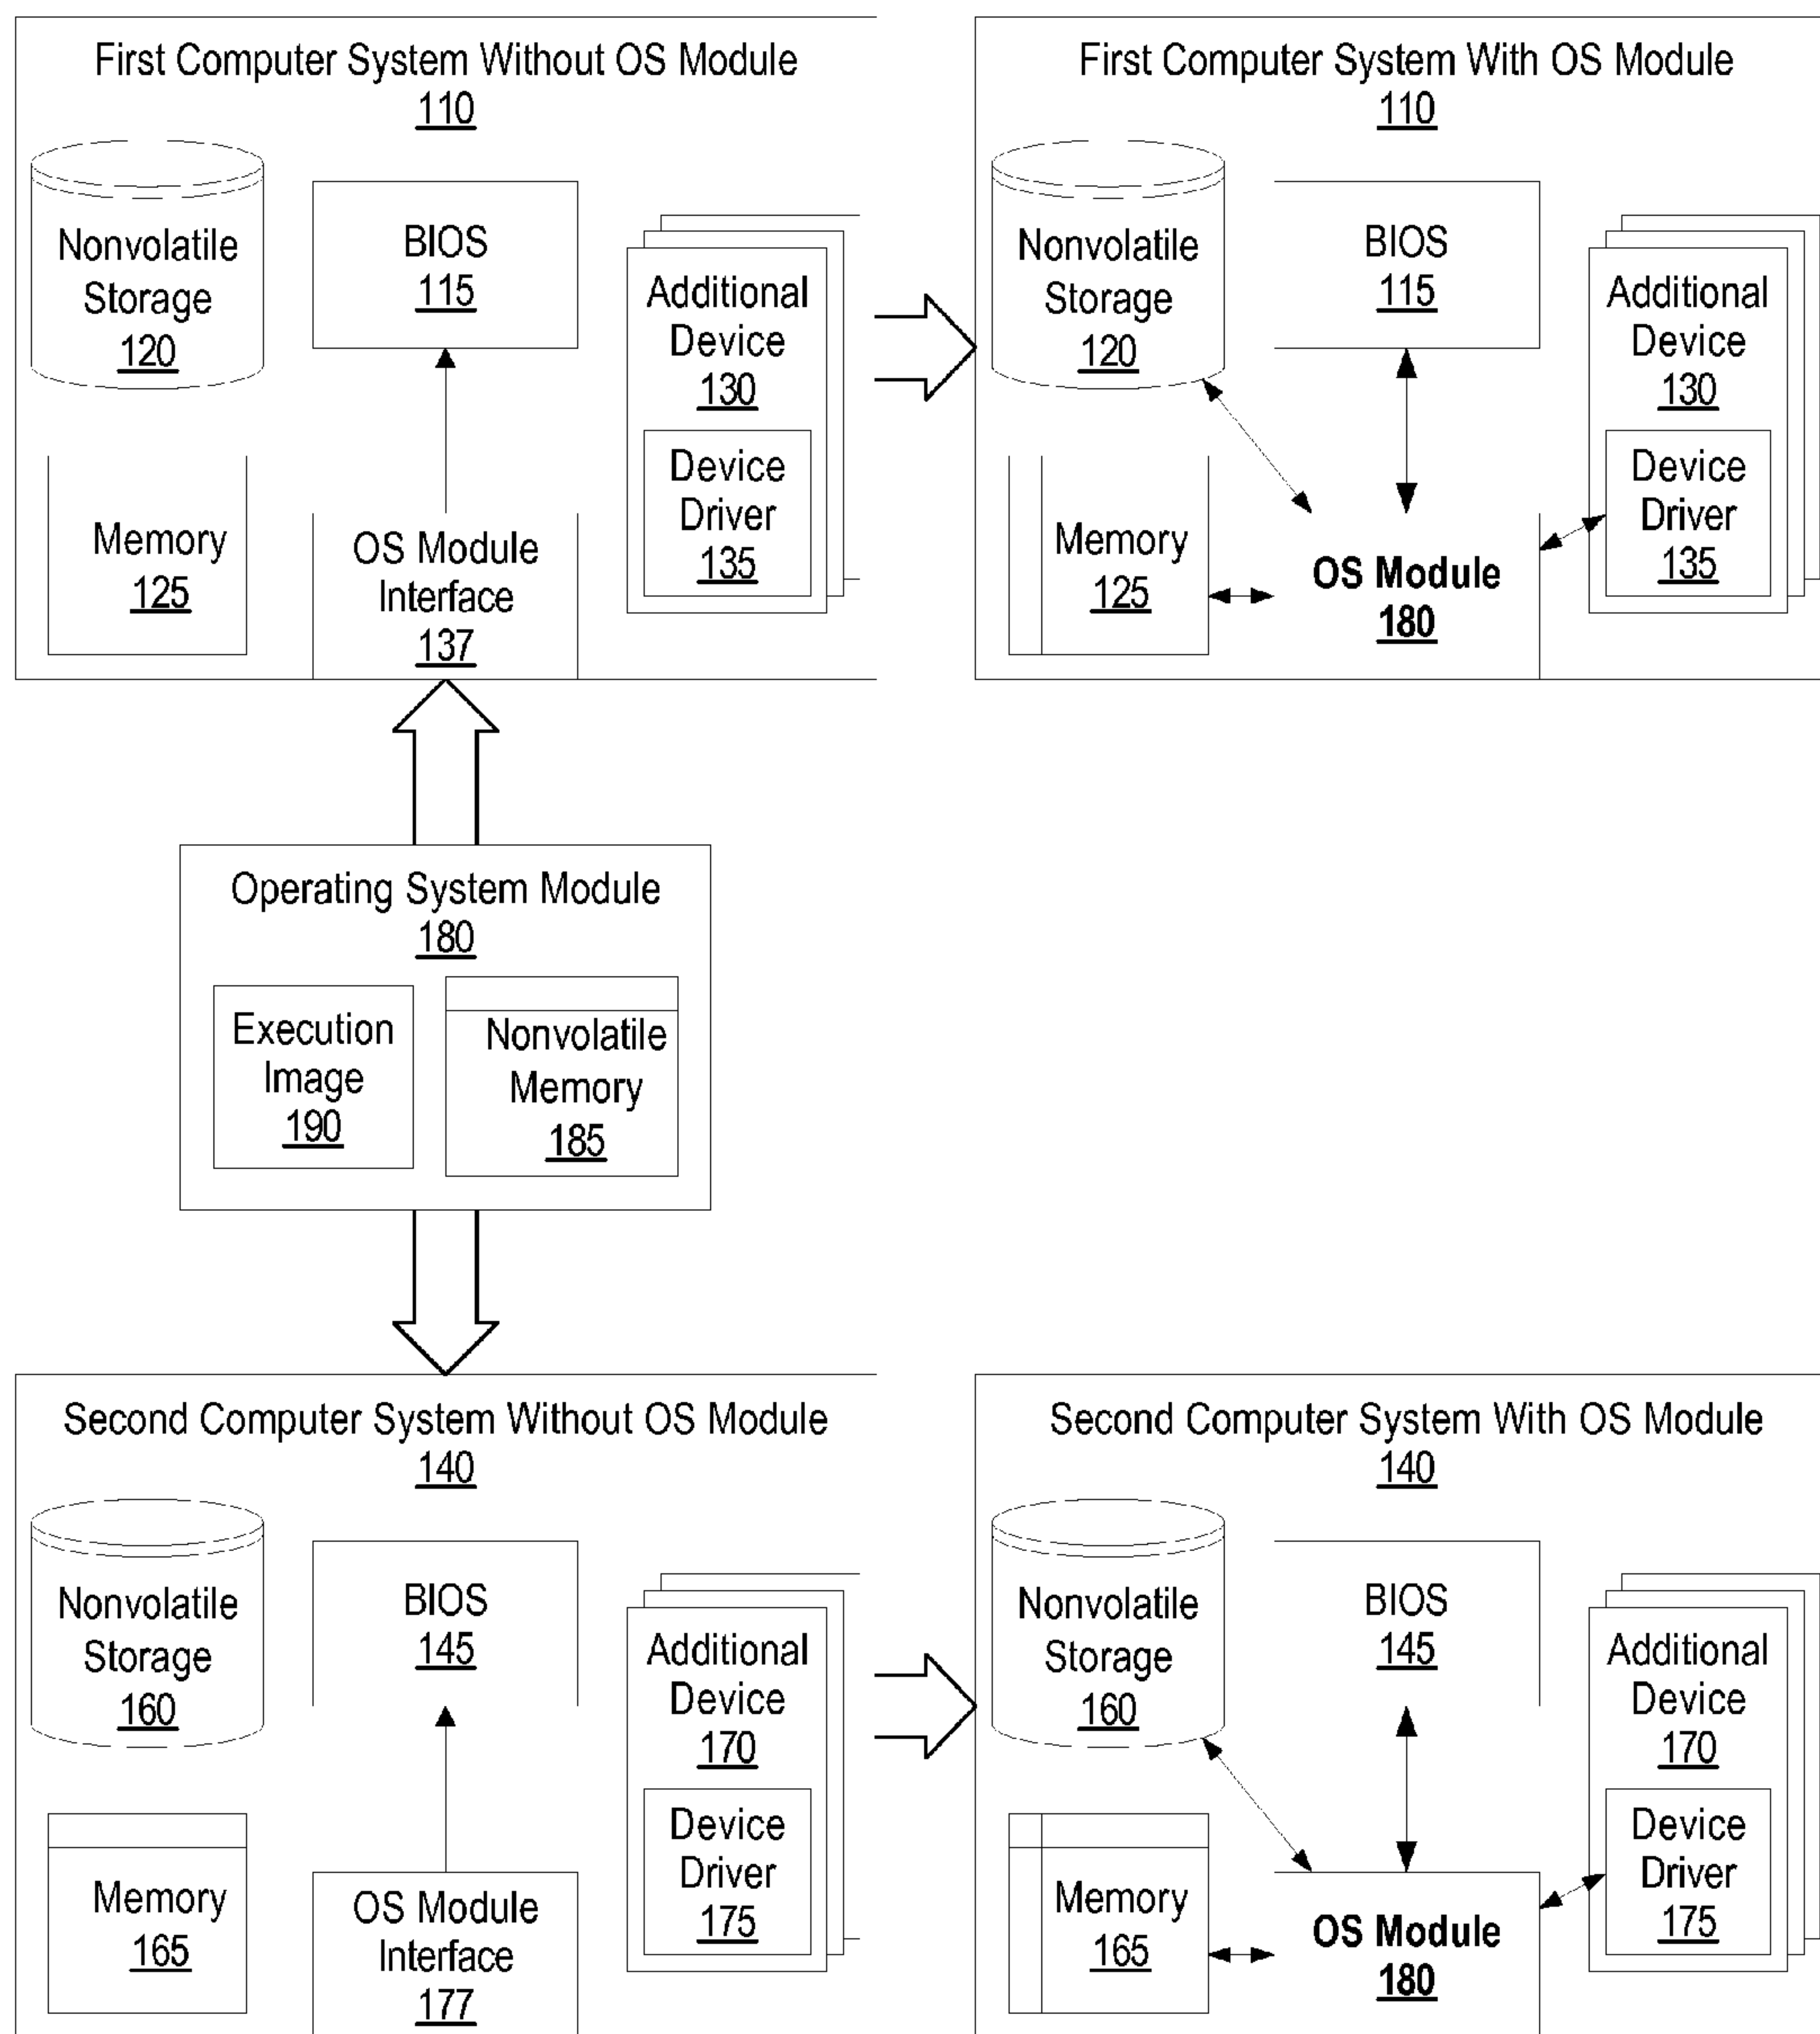 First Computer System Without OS Module
110
Nonvolatile
Storage
120
BIOS
115
Additional
Device
130
Device
Driver
135
Memory
125
OS Module
Interface
137
First Computer System With OS Module
110
Nonvolatile
Storage
120
BIOS
115
Additional
Device
130
Device
Driver
135
Memory
125
OS Module
180
Operating System Module
180
Execution
Image
190
Nonvolatile
Memory
185
Second Computer System Without OS Module
140
Nonvolatile
Storage
160
BIOS
145
Additional
Device
170
Device
Driver
175
Memory
165
OS Module
Interface
177
Second Computer System With OS Module
140
Nonvolatile
Storage
160
BIOS
145
Additional
Device
170
Device
Driver
175
Memory
165
OS Module
180